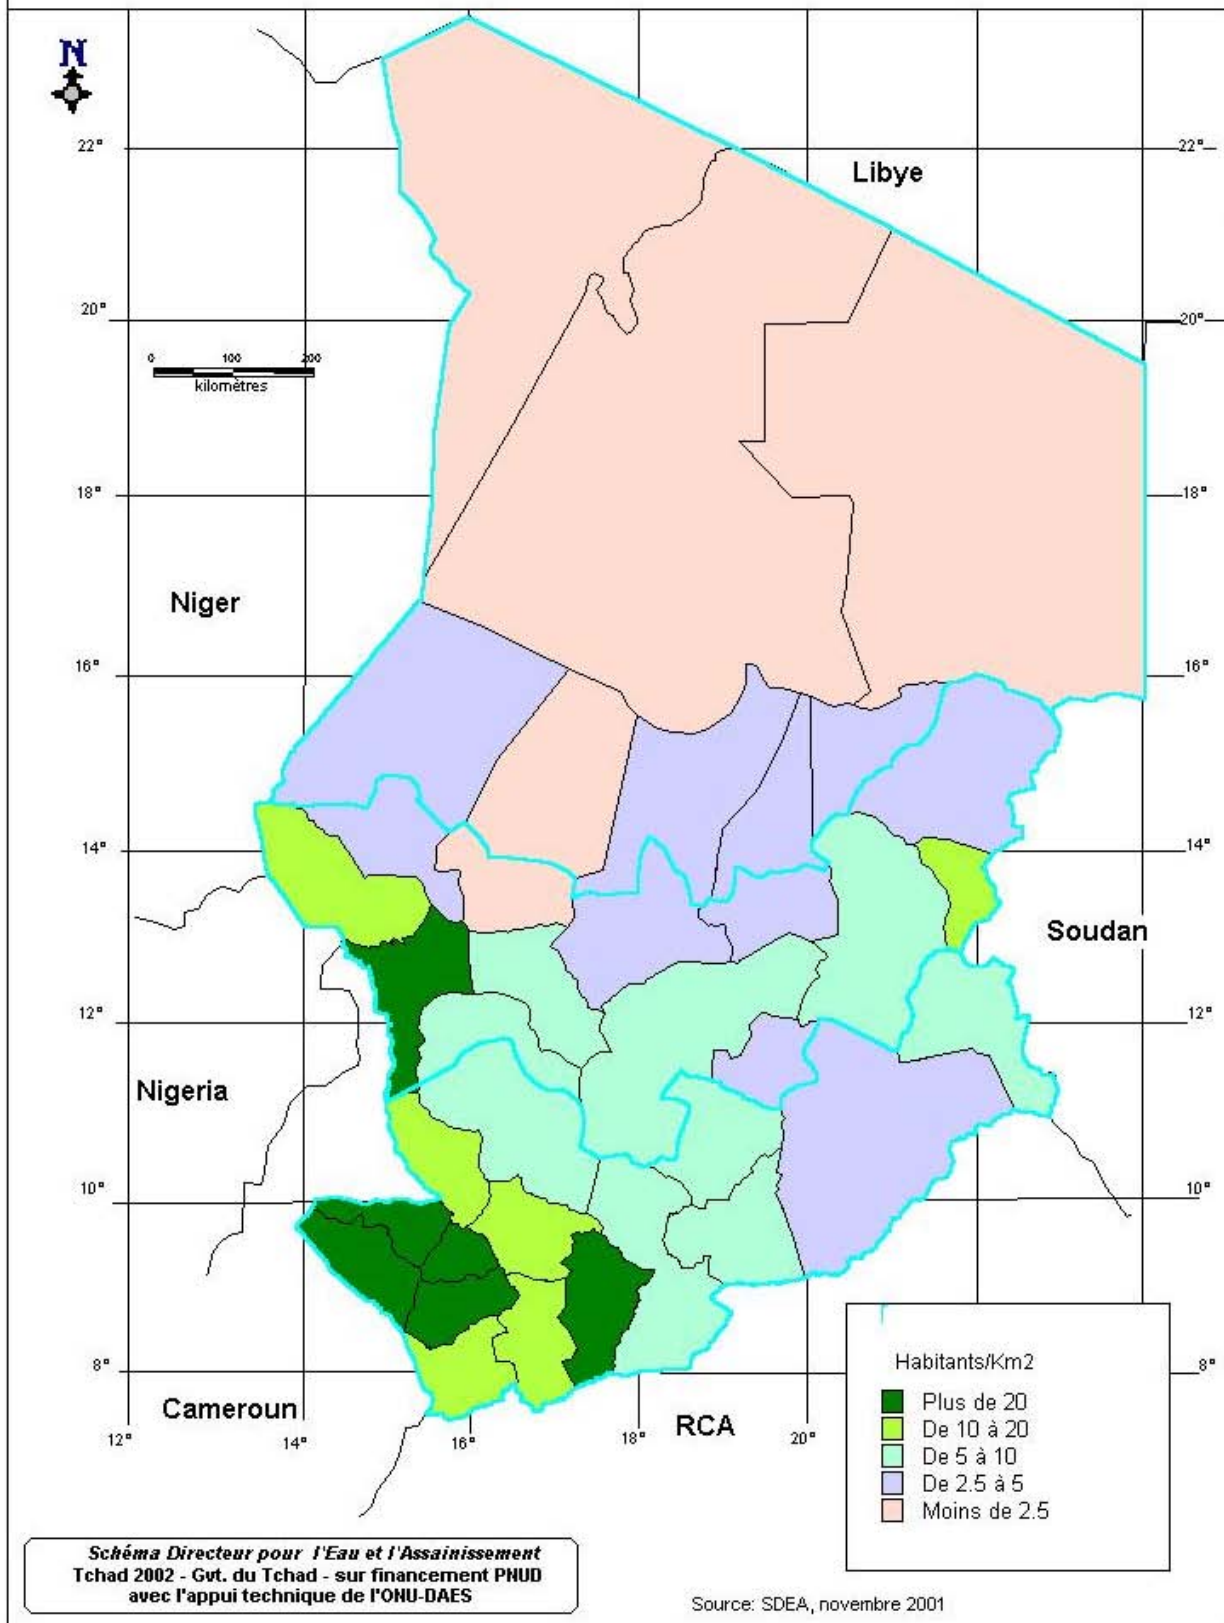 N
22°
22°
Libye
20°
20°
0 100 200
kilomètres
18°
18°
Niger
16°
16°
14°
14°
Soudan
12°
12°
Nigeria
10°
10°
8°
8°
Cameroun
RCA
12°
14°
16°
18°
20°
Habitants/Km2
Plus de 20
De 10 à 20
De 5 à 10
De 2.5 à 5
Moins de 2.5
Schéma Directeur pour l'Eau et l'Assainissement
Tchad 2002 - Gvt. du Tchad - sur financement PNUD
avec l'appui technique de l'ONU-DAES
Source: SDEA, novembre 2001